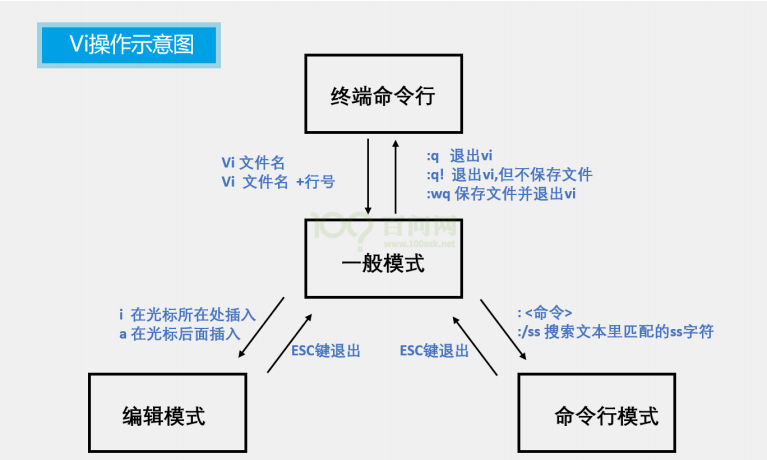 Vi操作示意图
终端命令行
Vi 文件名
Vi 文件名 +行号
:q 退出vi
:q! 退出vi,但不保存文件
:wq 保存文件并退出vi
100? 百问网
www.100ask.net
一般模式
i 在光标所在处插入
a 在光标后面插入
ESC键退出
ESC键退出
: <命令>
:/ss 搜索文本里匹配的ss字符
编辑模式
命令行模式